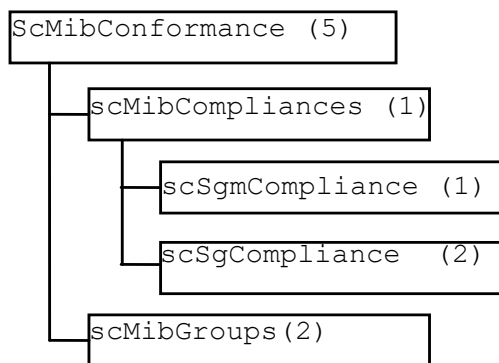 ScMibConformance (5)
scMibCompliances (1)
scSgmCompliance (1)
scSgCompliance (2)
scMibGroups(2)